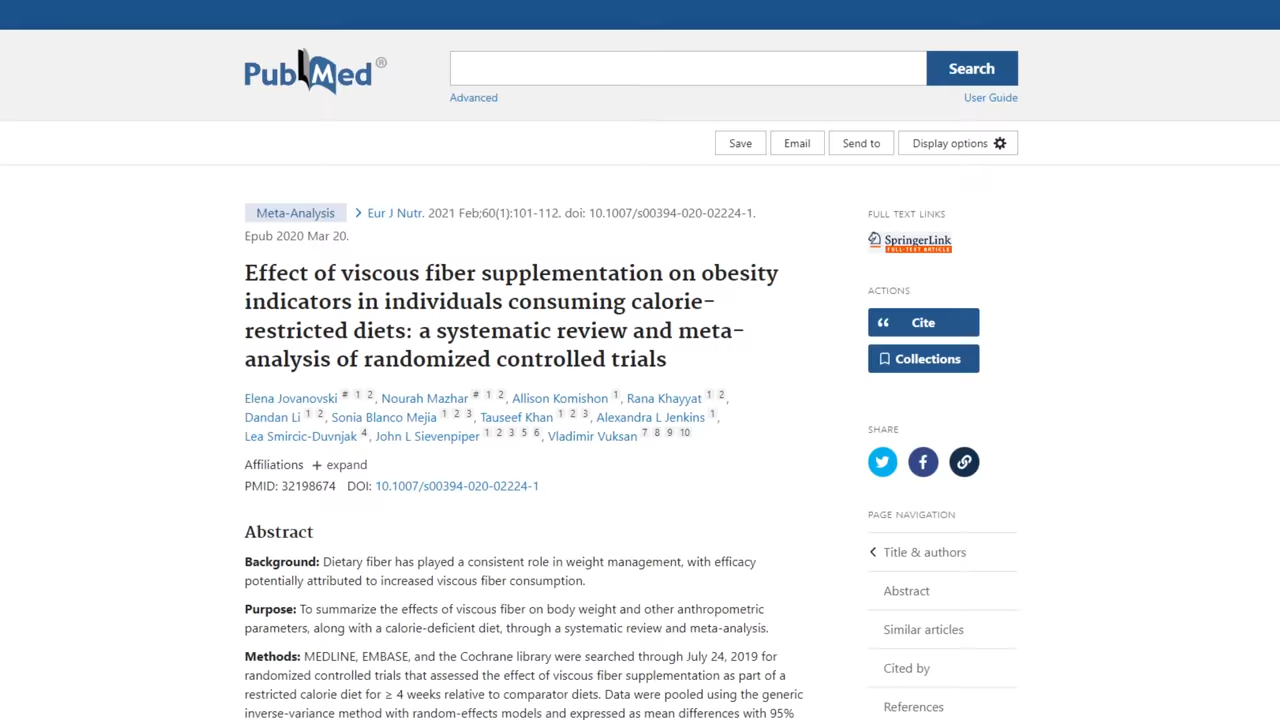 PubMed®
Search
Advanced
User Guide
Save
Email
Send to
Display options
Meta-Analysis
Eur J Nutr. 2021 Feb;60(1):101-112. doi: 10.1007/s00394-020-02224-1.
Epub 2020 Mar 20.
Effect of viscous fiber supplementation on obesity
indicators in individuals consuming calorie-
restricted diets: a systematic review and meta-
analysis of randomized controlled trials
Elena Jovanovski # 1 2, Nourah Mazhar # 1 2, Allison Komishon 1, Rana Khayyat 1 2,
Dandan Li 1 2, Sonia Blanco Mejia 1 2 3, Tauseef Khan 1 2 3, Alexandra L Jenkins 1,
Lea Smircic-Duvnjak 4, John L Sievenpiper 1 2 3 5 6, Vladimir Vuksan 7 8 9 10
Affiliations + expand
PMID: 32198674 DOI: 10.1007/s00394-020-02224-1
Abstract
Background: Dietary fiber has played a consistent role in weight management, with efficacy
potentially attributed to increased viscous fiber consumption.
Purpose: To summarize the effects of viscous fiber on body weight and other anthropometric
parameters, along with a calorie-deficient diet, through a systematic review and meta-analysis.
Methods: MEDLINE, EMBASE, and the Cochrane library were searched through July 24, 2019 for
randomized controlled trials that assessed the effect of viscous fiber supplementation as part of a
restricted calorie diet for ≥ 4 weeks relative to comparator diets. Data were pooled using the generic
inverse-variance method with random-effects models and expressed as mean differences with 95%
FULL TEXT LINKS
SpringerLink
FULL-TEXT ARTICLE
ACTIONS
Cite
Collections
SHARE
PAGE NAVIGATION
Title & authors
Abstract
Similar articles
Cited by
References